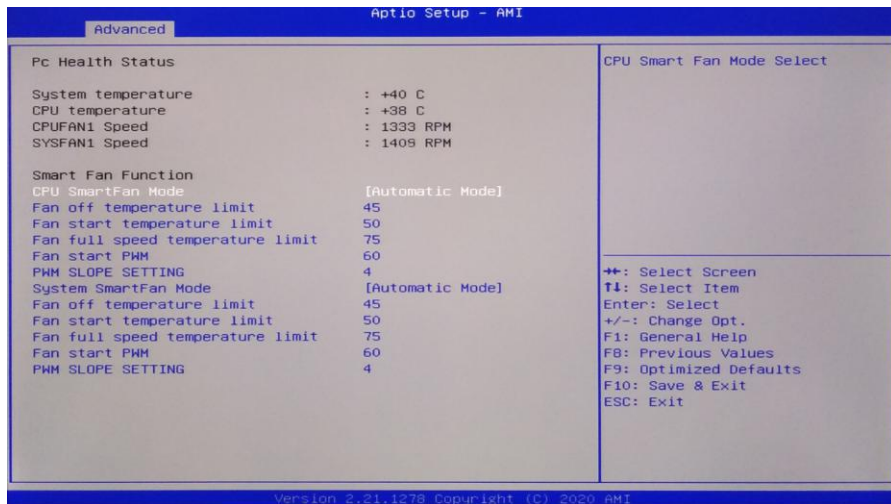 Aptio Setup - AMI
Advanced
Pc Health Status
System temperature : +40 C
CPU temperature : +38 C
CPUFAN1 Speed : 1333 RPM
SYSFAN1 Speed : 1409 RPM
Smart Fan Function
CPU SmartFan Mode [Automatic Mode]
Fan off temperature limit 45
Fan start temperature limit 50
Fan full speed temperature limit 75
Fan start PWM 60
PWM SLOPE SETTING 4
System SmartFan Mode [Automatic Mode]
Fan off temperature limit 45
Fan start temperature limit 50
Fan full speed temperature limit 75
Fan start PWM 60
PWM SLOPE SETTING 4
CPU Smart Fan Mode Select
→←: Select Screen
↑↓: Select Item
Enter: Select
+/-: Change Opt.
F1: General Help
F8: Previous Values
F9: Optimized Defaults
F10: Save & Exit
ESC: Exit
Version 2.21.1278 Copyright (C) 2020 AMI